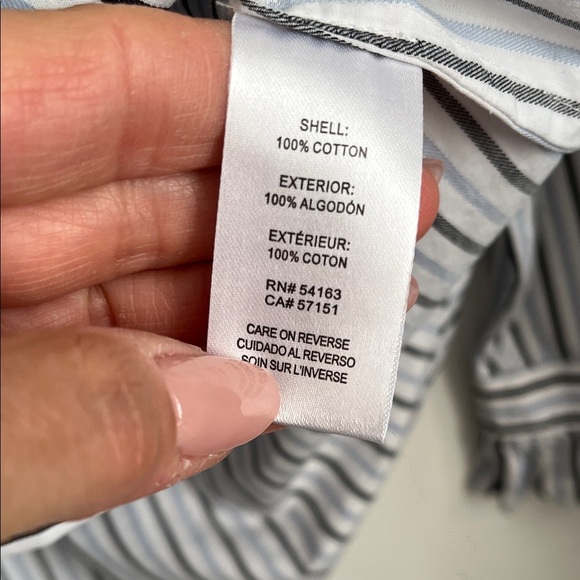 SHELL:
100% COTTON
EXTERIOR:
100% ALGODÓN
EXTÉRIEUR:
100% COTON
RN# 54163
CA# 57151
CARE ON REVERSE
CUIDADO AL REVERSO
SOIN SUR L'INVERSE